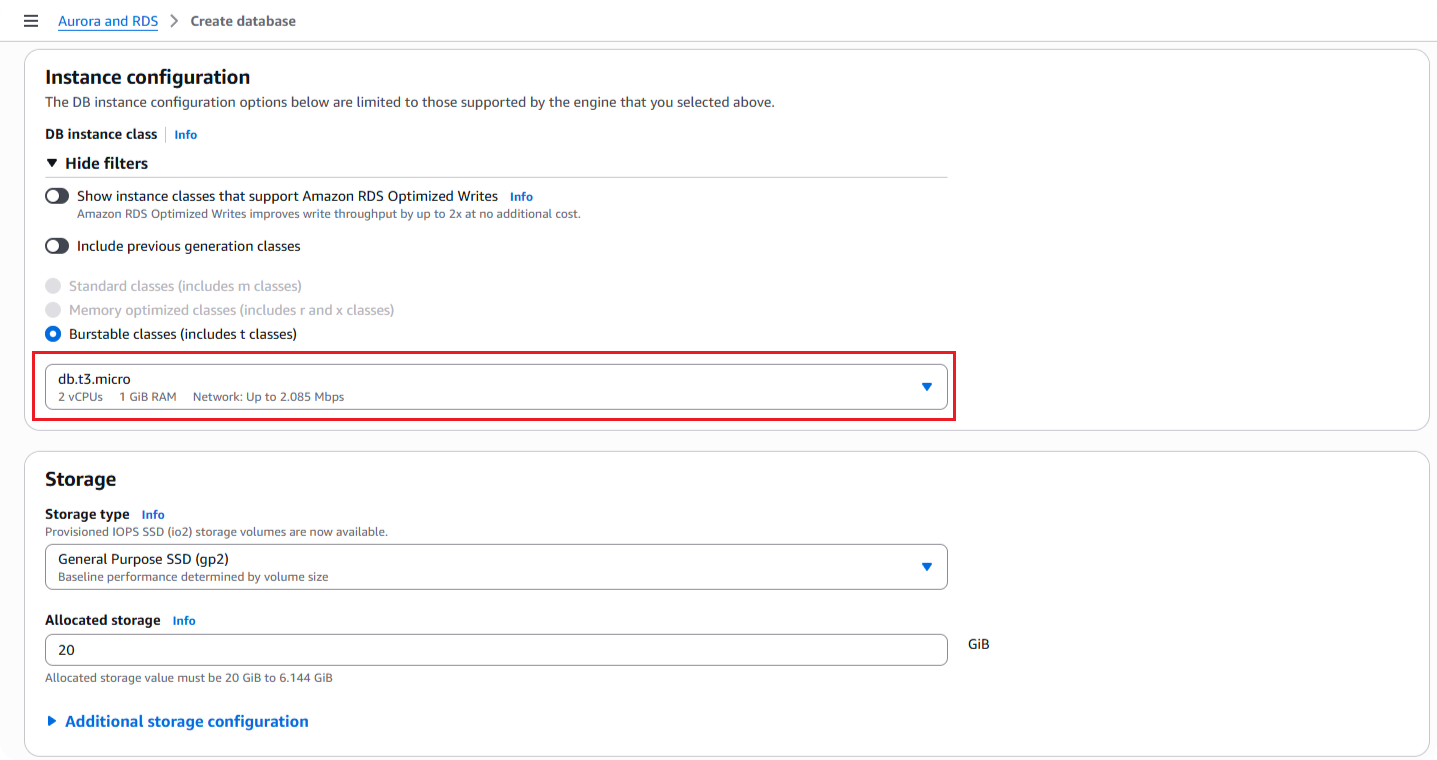 Aurora and RDS > Create database
Instance configuration
The DB instance configuration options below are limited to those supported by the engine that you selected above.
DB instance class | Info
Hide filters
Show instance classes that support Amazon RDS Optimized Writes Info
Amazon RDS Optimized Writes improves write throughput by up to 2x at no additional cost.
Include previous generation classes
Standard classes (includes m classes)
Memory optimized classes (includes r and x classes)
Burstable classes (includes t classes)
db.t3.micro
2 vCPUs 1 GiB RAM Network: Up to 2.085 Mbps
Storage
Storage type Info
Provisioned IOPS SSD (io2) storage volumes are now available.
General Purpose SSD (gp2)
Baseline performance determined by volume size
Allocated storage Info
20 GiB
Allocated storage value must be 20 GiB to 6.144 GiB
Additional storage configuration